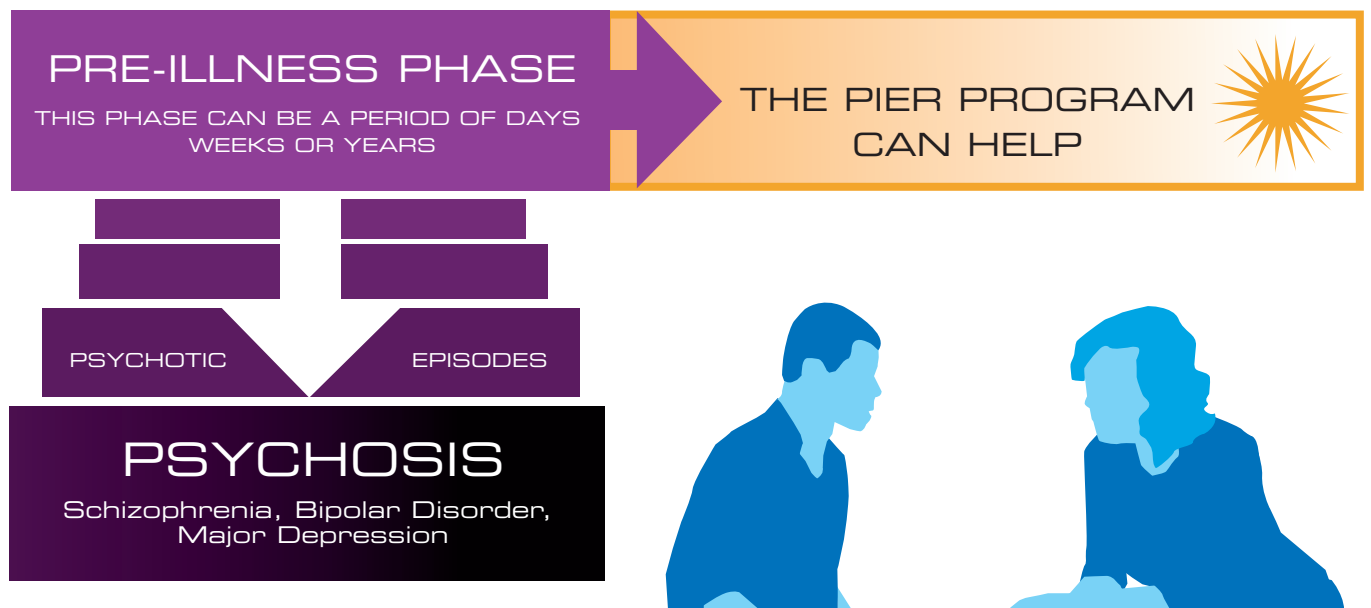 PRE-ILLNESS PHASE
THIS PHASE CAN BE A PERIOD OF DAYS
WEEKS OR YEARS
THE PIER PROGRAM
CAN HELP
PSYCHOTIC
EPISODES
PSYCHOSIS
Schizophrenia, Bipolar Disorder,
Major Depression